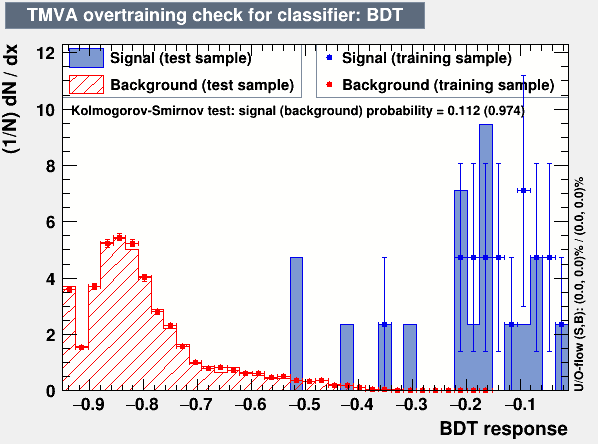 TMVA overtraining check for classifier: BDT
(1/N) dN / dx
12
10
8
6
4
2
0
Signal (test sample)
Signal (training sample)
Background (test sample)
Background (training sample)
Kolmogorov-Smirnov test: signal (background) probability = 0.112 (0.974)
U/O-flow (S,B): (0.0, 0.0)% / (0.0, 0.0)%
−0.9 −0.8 −0.7 −0.6 −0.5 −0.4 −0.3 −0.2 −0.1
BDT response